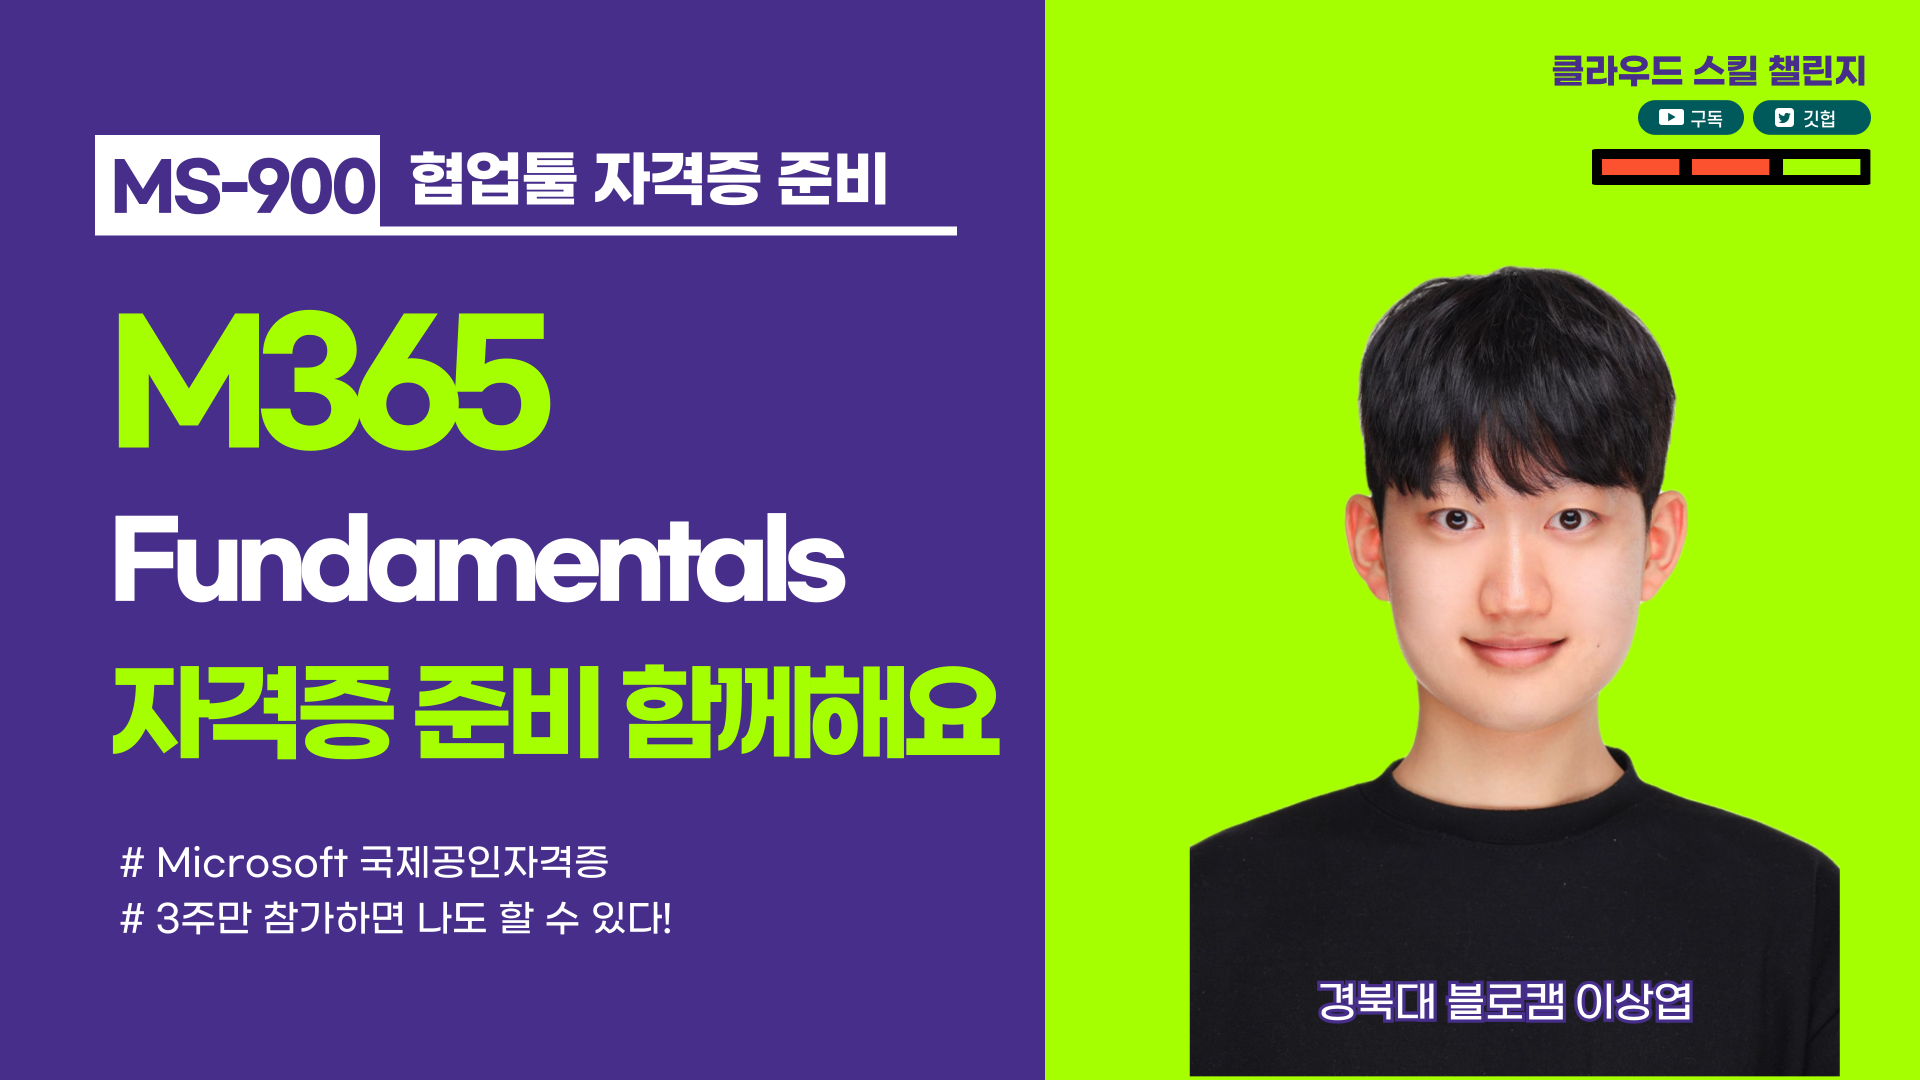 MS-900 협업툴 자격증 준비
M365
Fundamentals
자격증 준비 함께해요
# Microsoft 국제공인자격증
# 3주만 참가하면 나도 할 수 있다!
클라우드 스킬 챌린지
구독 깃헙
경북대 블로캠 이상엽